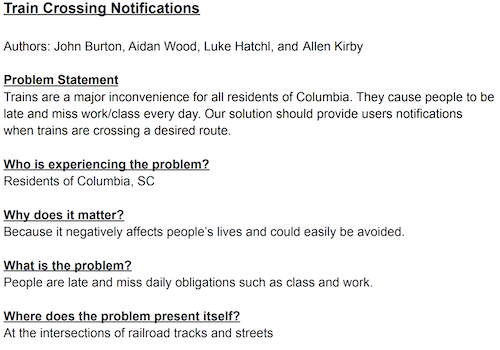 Train Crossing Notifications
Authors: John Burton, Aidan Wood, Luke Hatchl, and Allen Kirby
Problem Statement
Trains are a major inconvenience for all residents of Columbia. They cause people to be
late and miss work/class every day. Our solution should provide users notifications
when trains are crossing a desired route.
Who is experiencing the problem?
Residents of Columbia, SC
Why does it matter?
Because it negatively affects people's lives and could easily be avoided.
What is the problem?
People are late and miss daily obligations such as class and work.
Where does the problem present itself?
At the intersections of railroad tracks and streets